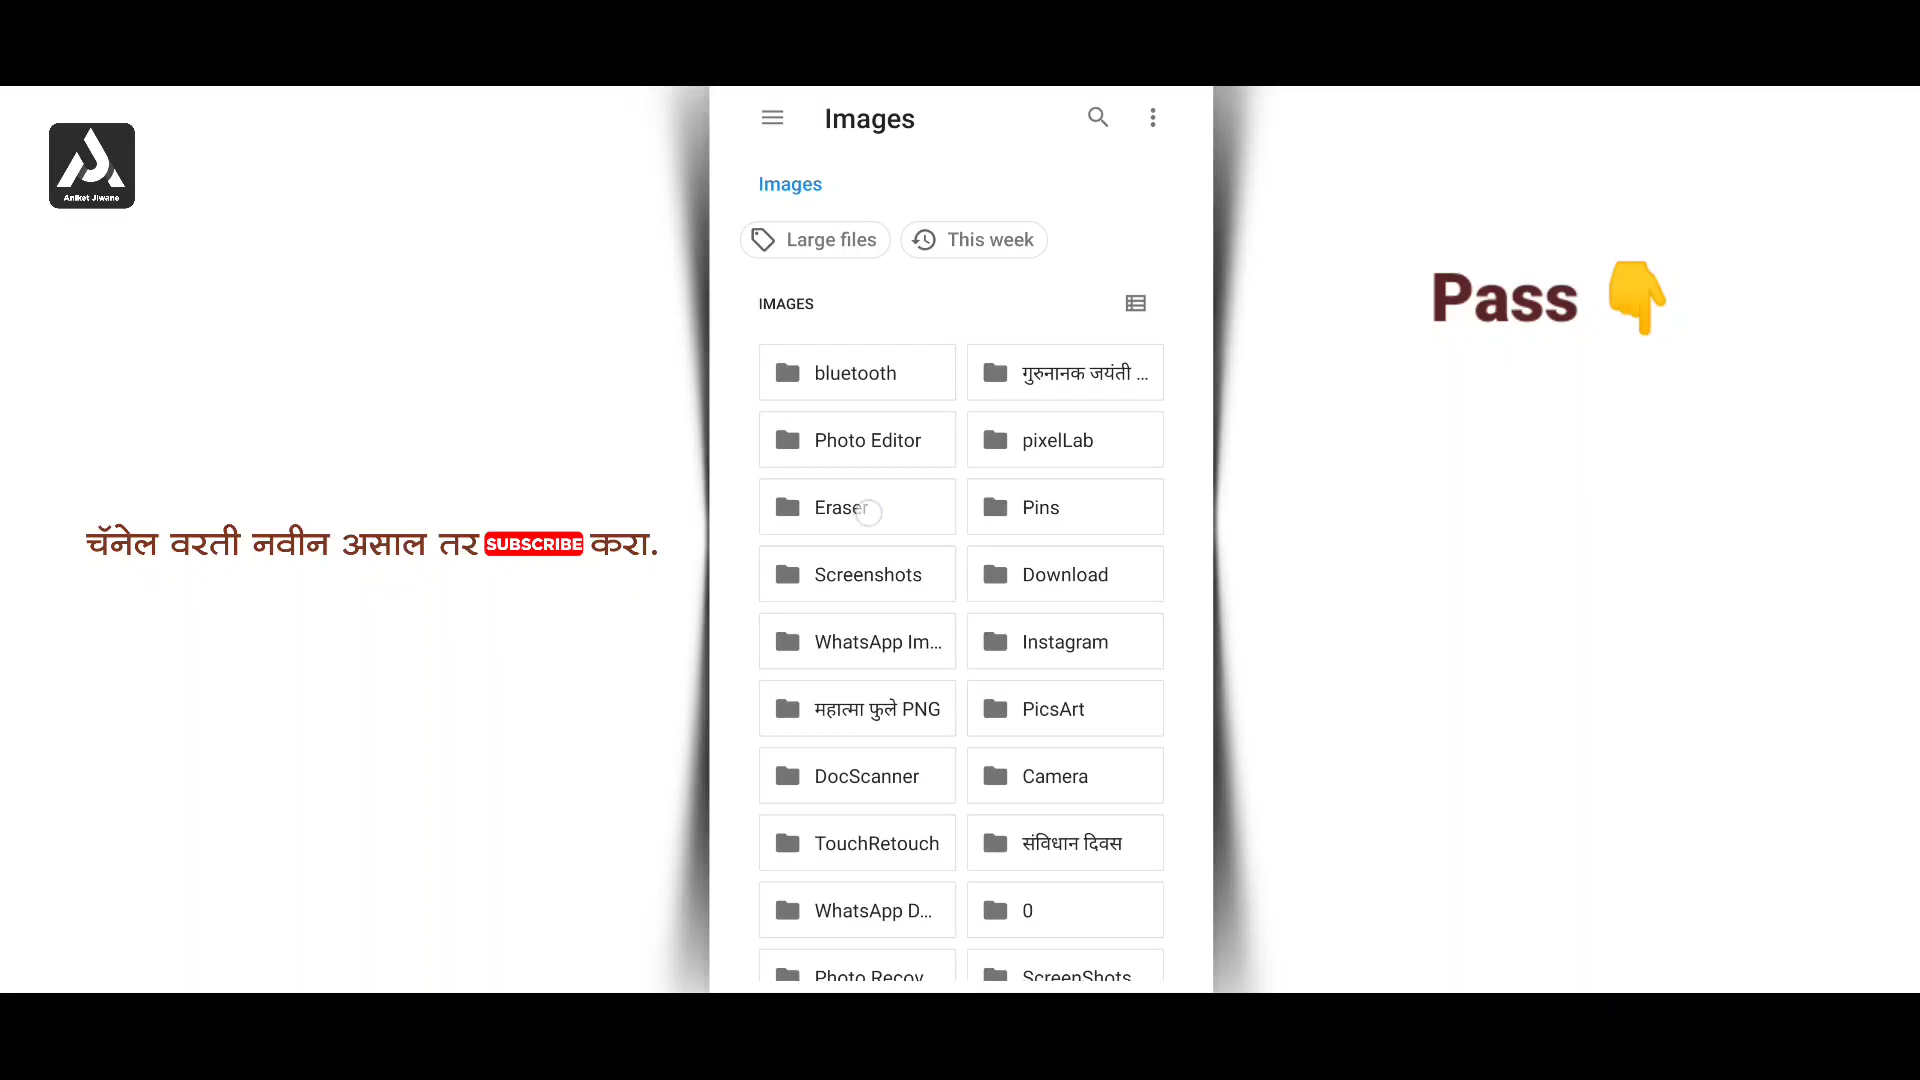 Aniket Jiwane
चॅनेल वरती नवीन असाल तर SUBSCRIBE करा.
Images
Images
Large files
This week
IMAGES
bluetooth
गुरुनानक जयंती ...
Photo Editor
pixelLab
Eraser
Pins
Screenshots
Download
WhatsApp Im...
Instagram
महात्मा फुले PNG
PicsArt
DocScanner
Camera
TouchRetouch
संविधान दिवस
WhatsApp D...
0
Photo Recov
ScreenShots
Pass 👇